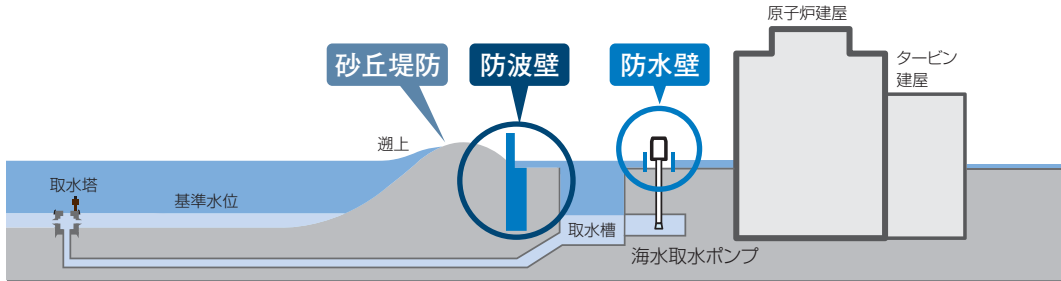 原子炉建屋
タービン
建屋
砂丘堤防
防波壁
防水壁
遡上
取水塔
基準水位
取水槽
海水取水ポンプ